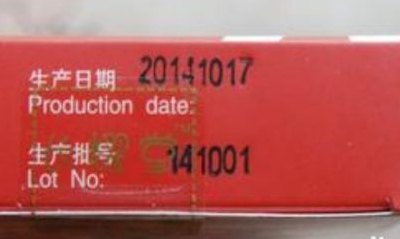 生产日期 20141017
Production date:
生产批号 141001
Lot No: